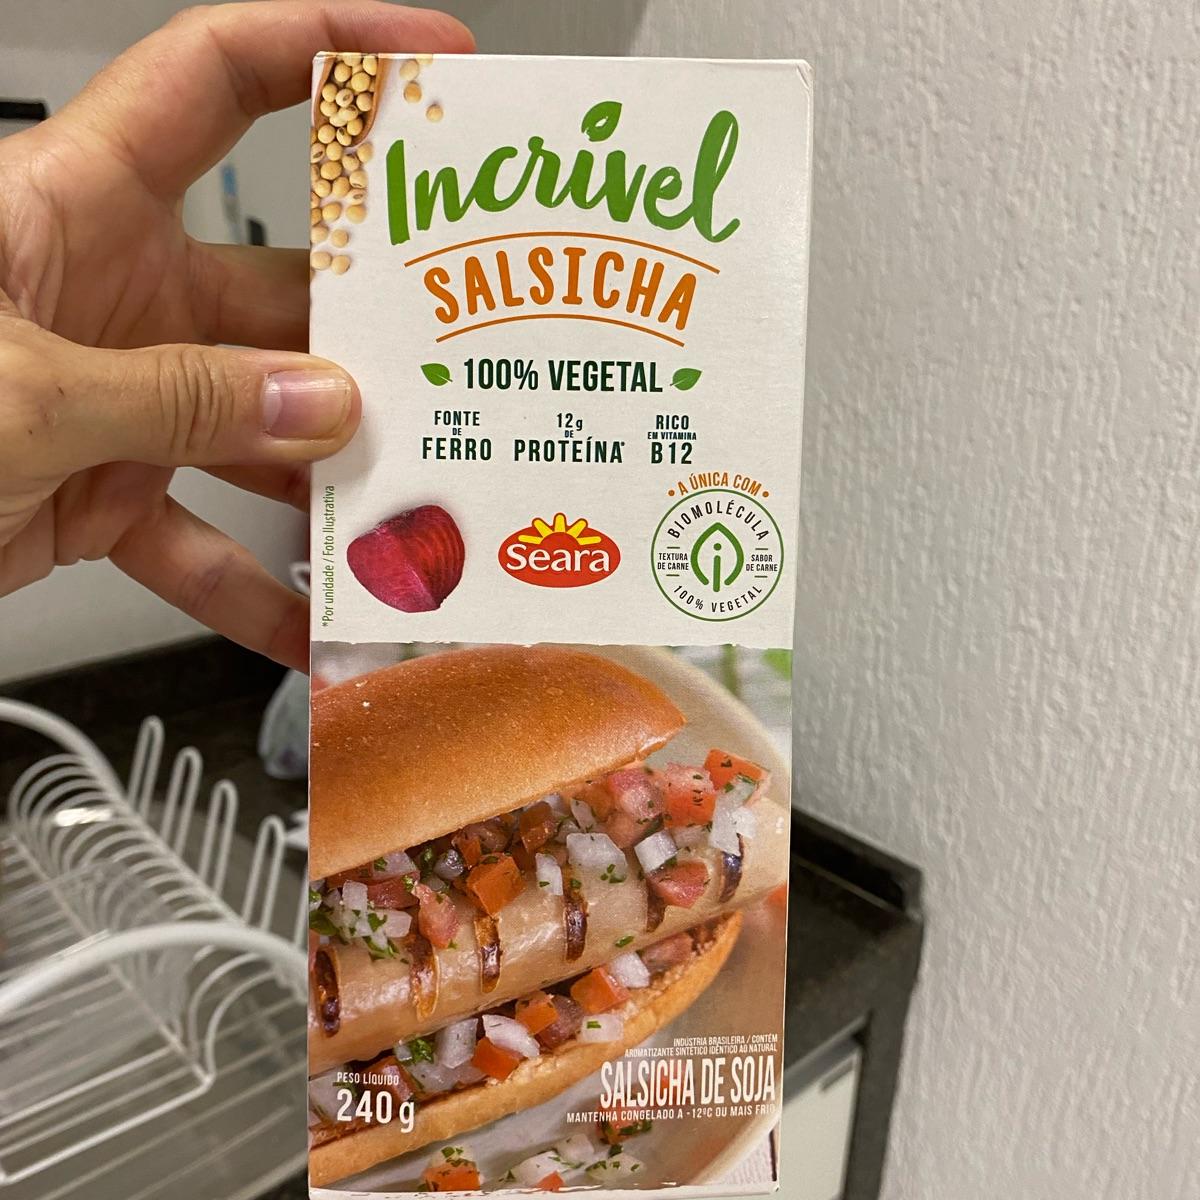 Incrível
SALSICHA
100% VEGETAL
FONTE
DE
FERRO
12g
DE
PROTEÍNA*
RICO
EM VITAMINA
B12
*Por unidade / Foto Ilustrativa
Seara
• A ÚNICA COM •
BIOMOLÉCULA
TEXTURA
DE CARNE
SABOR
DE CARNE
i
100% VEGETAL
INDÚSTRIA BRASILEIRA / CONTÉM
AROMATIZANTE SINTÉTICO IDÊNTICO AO NATURAL
SALSICHA DE SOJA
MANTENHA CONGELADO A -12ºC OU MAIS FRIO
PESO LÍQUIDO
240g